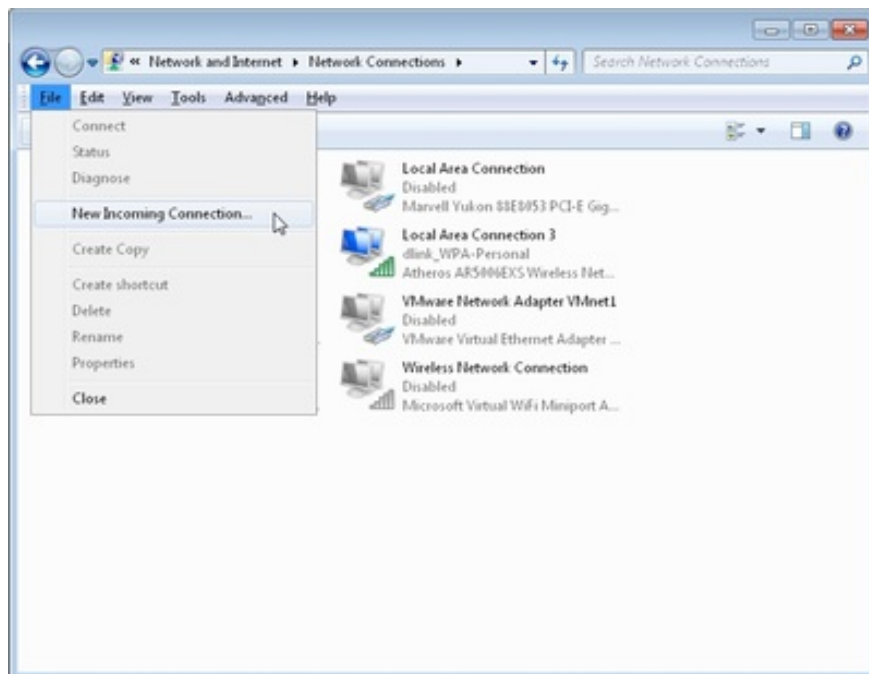 « Network and Internet ▸ Network Connections ▸
Search Network Connections
File Edit View Tools Advanced Help
Connect
Status
Diagnose
New Incoming Connection...
Create Copy
Create shortcut
Delete
Rename
Properties
Close
Local Area Connection
Disabled
Marvell Yukon 88E8053 PCI-E Gig...
Local Area Connection 3
dlink_WPA-Personal
Atheros AR5006EXS Wireless Net...
VMware Network Adapter VMnet1
Disabled
VMware Virtual Ethernet Adapter ...
Wireless Network Connection
Disabled
Microsoft Virtual WiFi Miniport A...